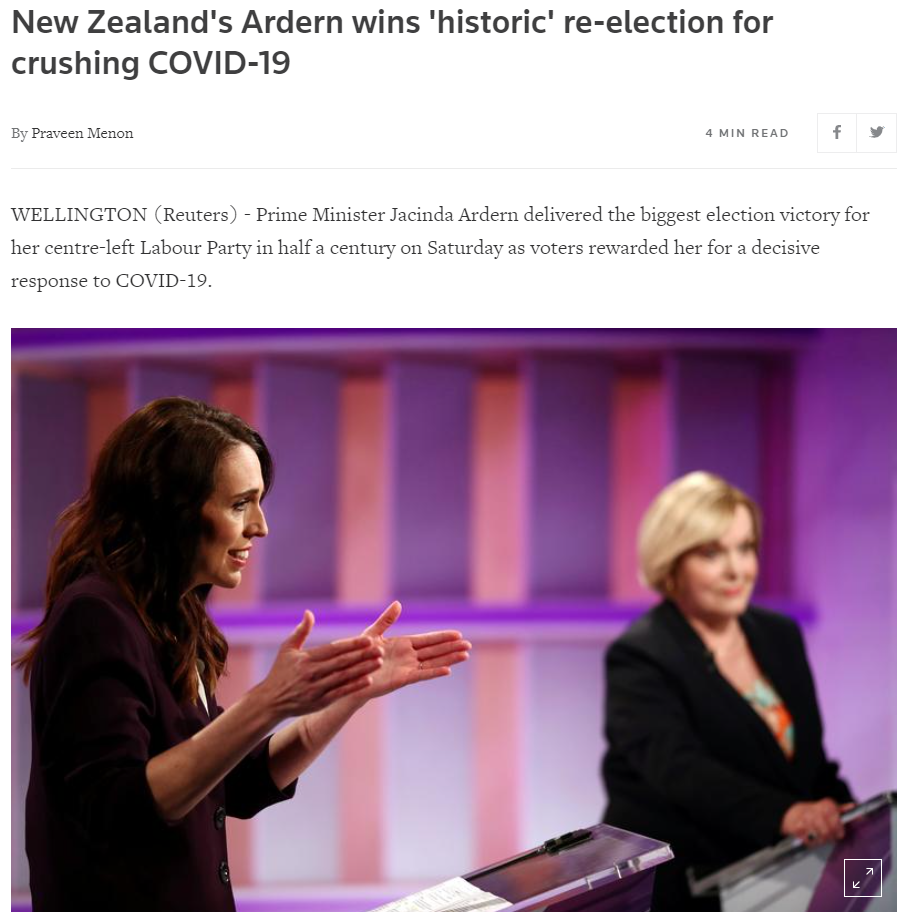 New Zealand's Ardern wins 'historic' re-election for
crushing COVID-19
By Praveen Menon
4 MIN READ
WELLINGTON (Reuters) - Prime Minister Jacinda Ardern delivered the biggest election victory for
her centre-left Labour Party in half a century on Saturday as voters rewarded her for a decisive
response to COVID-19.